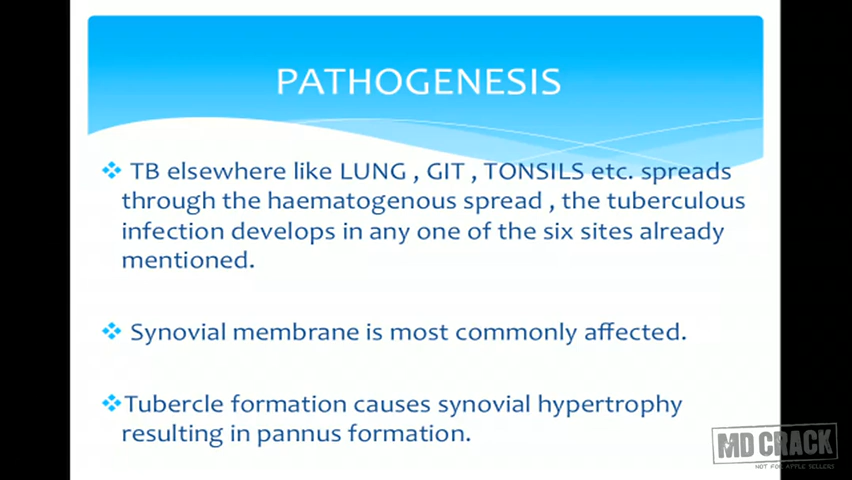 PATHOGENESIS
TB elsewhere like LUNG , GIT , TONSILS etc. spreads
through the haematogenous spread , the tuberculous
infection develops in any one of the six sites already
mentioned.
Synovial membrane is most commonly affected.
Tubercle formation causes synovial hypertrophy
resulting in pannus formation.
MD CRACK
NOT FOR APPLE SELLERS